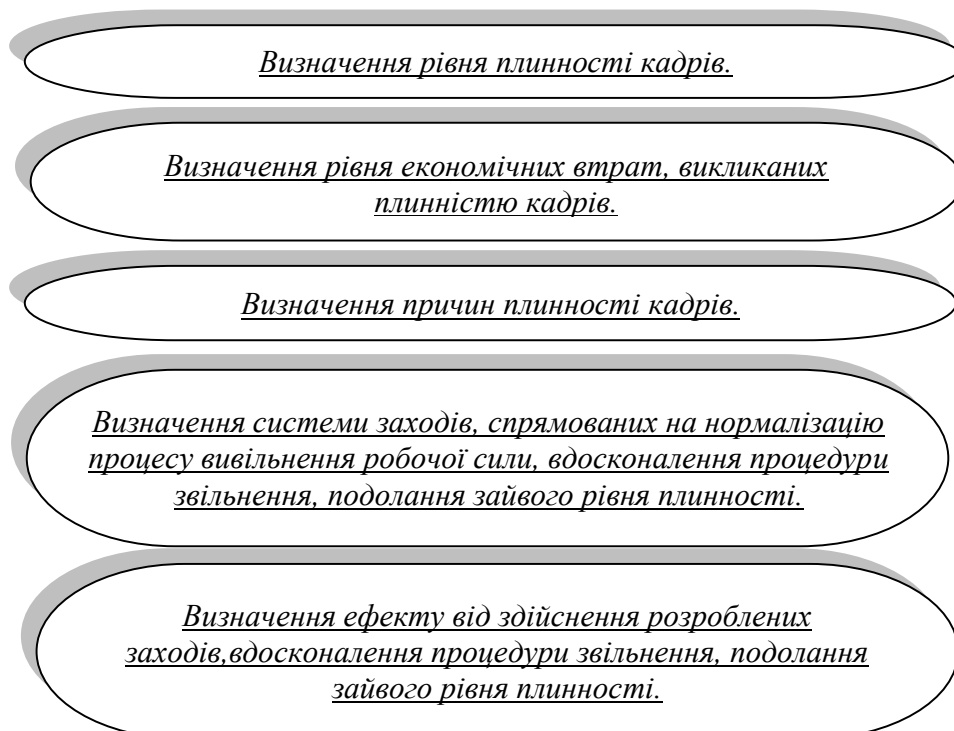 Визначення рівня плинності кадрів.
Визначення рівня економічних втрат, викликаних
плинністю кадрів.
Визначення причин плинності кадрів.
Визначення системи заходів, спрямованих на нормалізацію
процесу вивільнення робочої сили, вдосконалення процедури
звільнення, подолання зайвого рівня плинності.
Визначення ефекту від здійснення розроблених
заходів,вдосконалення процедури звільнення, подолання
зайвого рівня плинності.